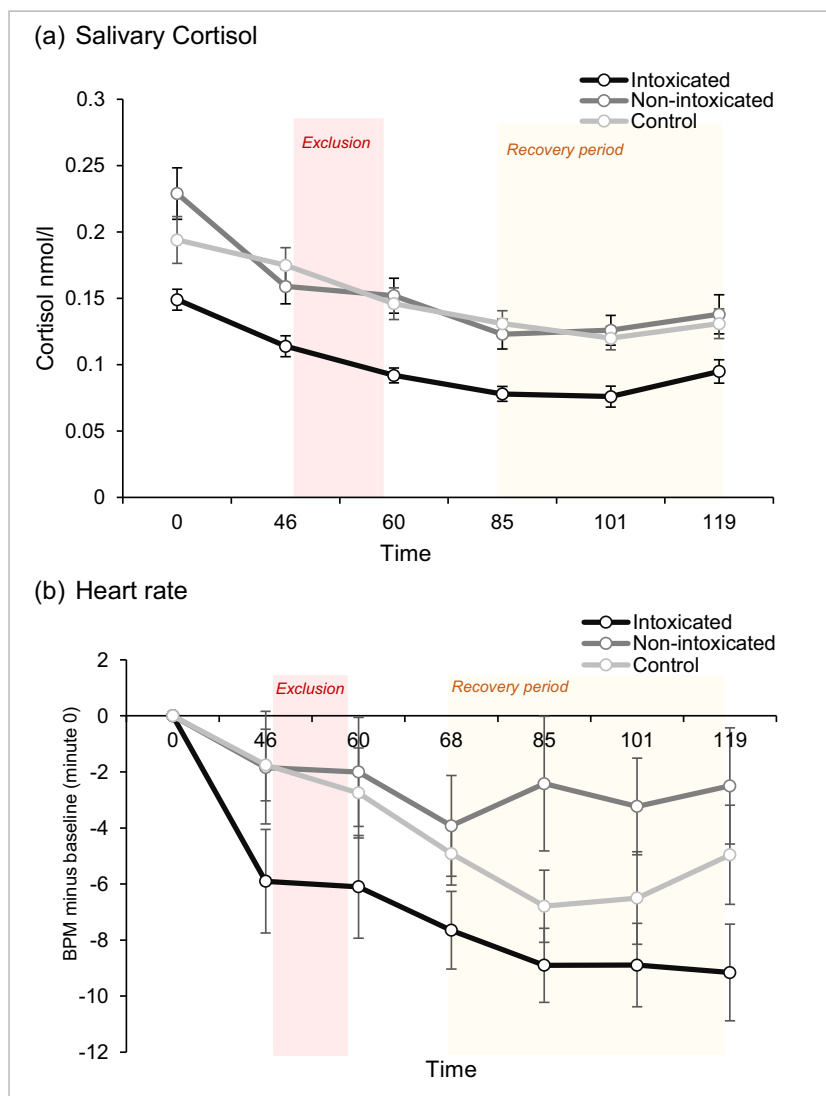 (a) Salivary Cortisol
Intoxicated
Non-intoxicated
Control
Exclusion
Recovery period
Cortisol nmol/l
0.3
0.25
0.2
0.15
0.1
0.05
0
0 46 60 85 101 119
Time
(b) Heart rate
Intoxicated
Non-intoxicated
Control
Exclusion
Recovery period
BPM minus baseline (minute 0)
2
0
-2
-4
-6
-8
-10
-12
0 46 60 68 85 101 119
Time